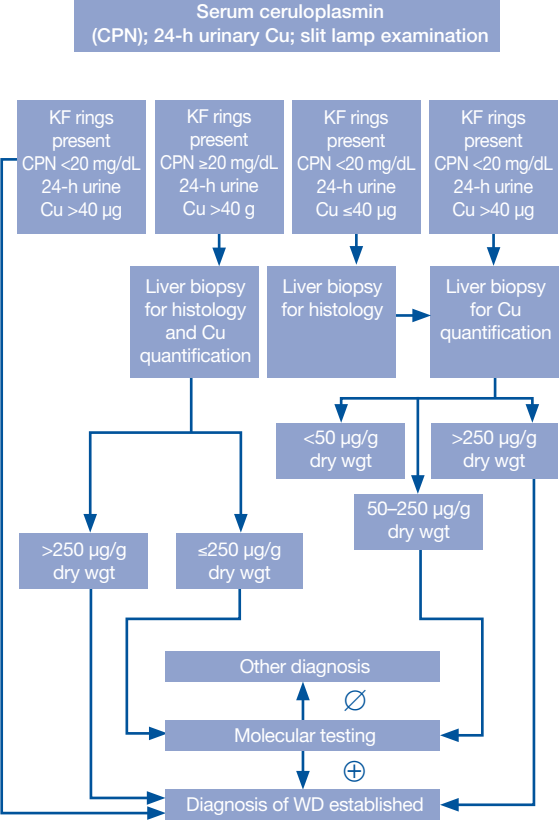 Serum ceruloplasmin
(CPN); 24-h urinary Cu; slit lamp examination
KF rings
present
CPN <20 mg/dL
24-h urine
Cu >40 µg
KF rings
present
CPN ≥20 mg/dL
24-h urine
Cu >40 g
KF rings
present
CPN <20 mg/dL
24-h urine
Cu ≤40 µg
KF rings
present
CPN <20 mg/dL
24-h urine
Cu >40 µg
Liver biopsy
for histology
and Cu
quantification
Liver biopsy
for histology
Liver biopsy
for Cu
quantification
<50 µg/g
dry wgt
>250 µg/g
dry wgt
50–250 µg/g
dry wgt
>250 µg/g
dry wgt
≤250 µg/g
dry wgt
Other diagnosis
∅
Molecular testing
⊕
Diagnosis of WD established